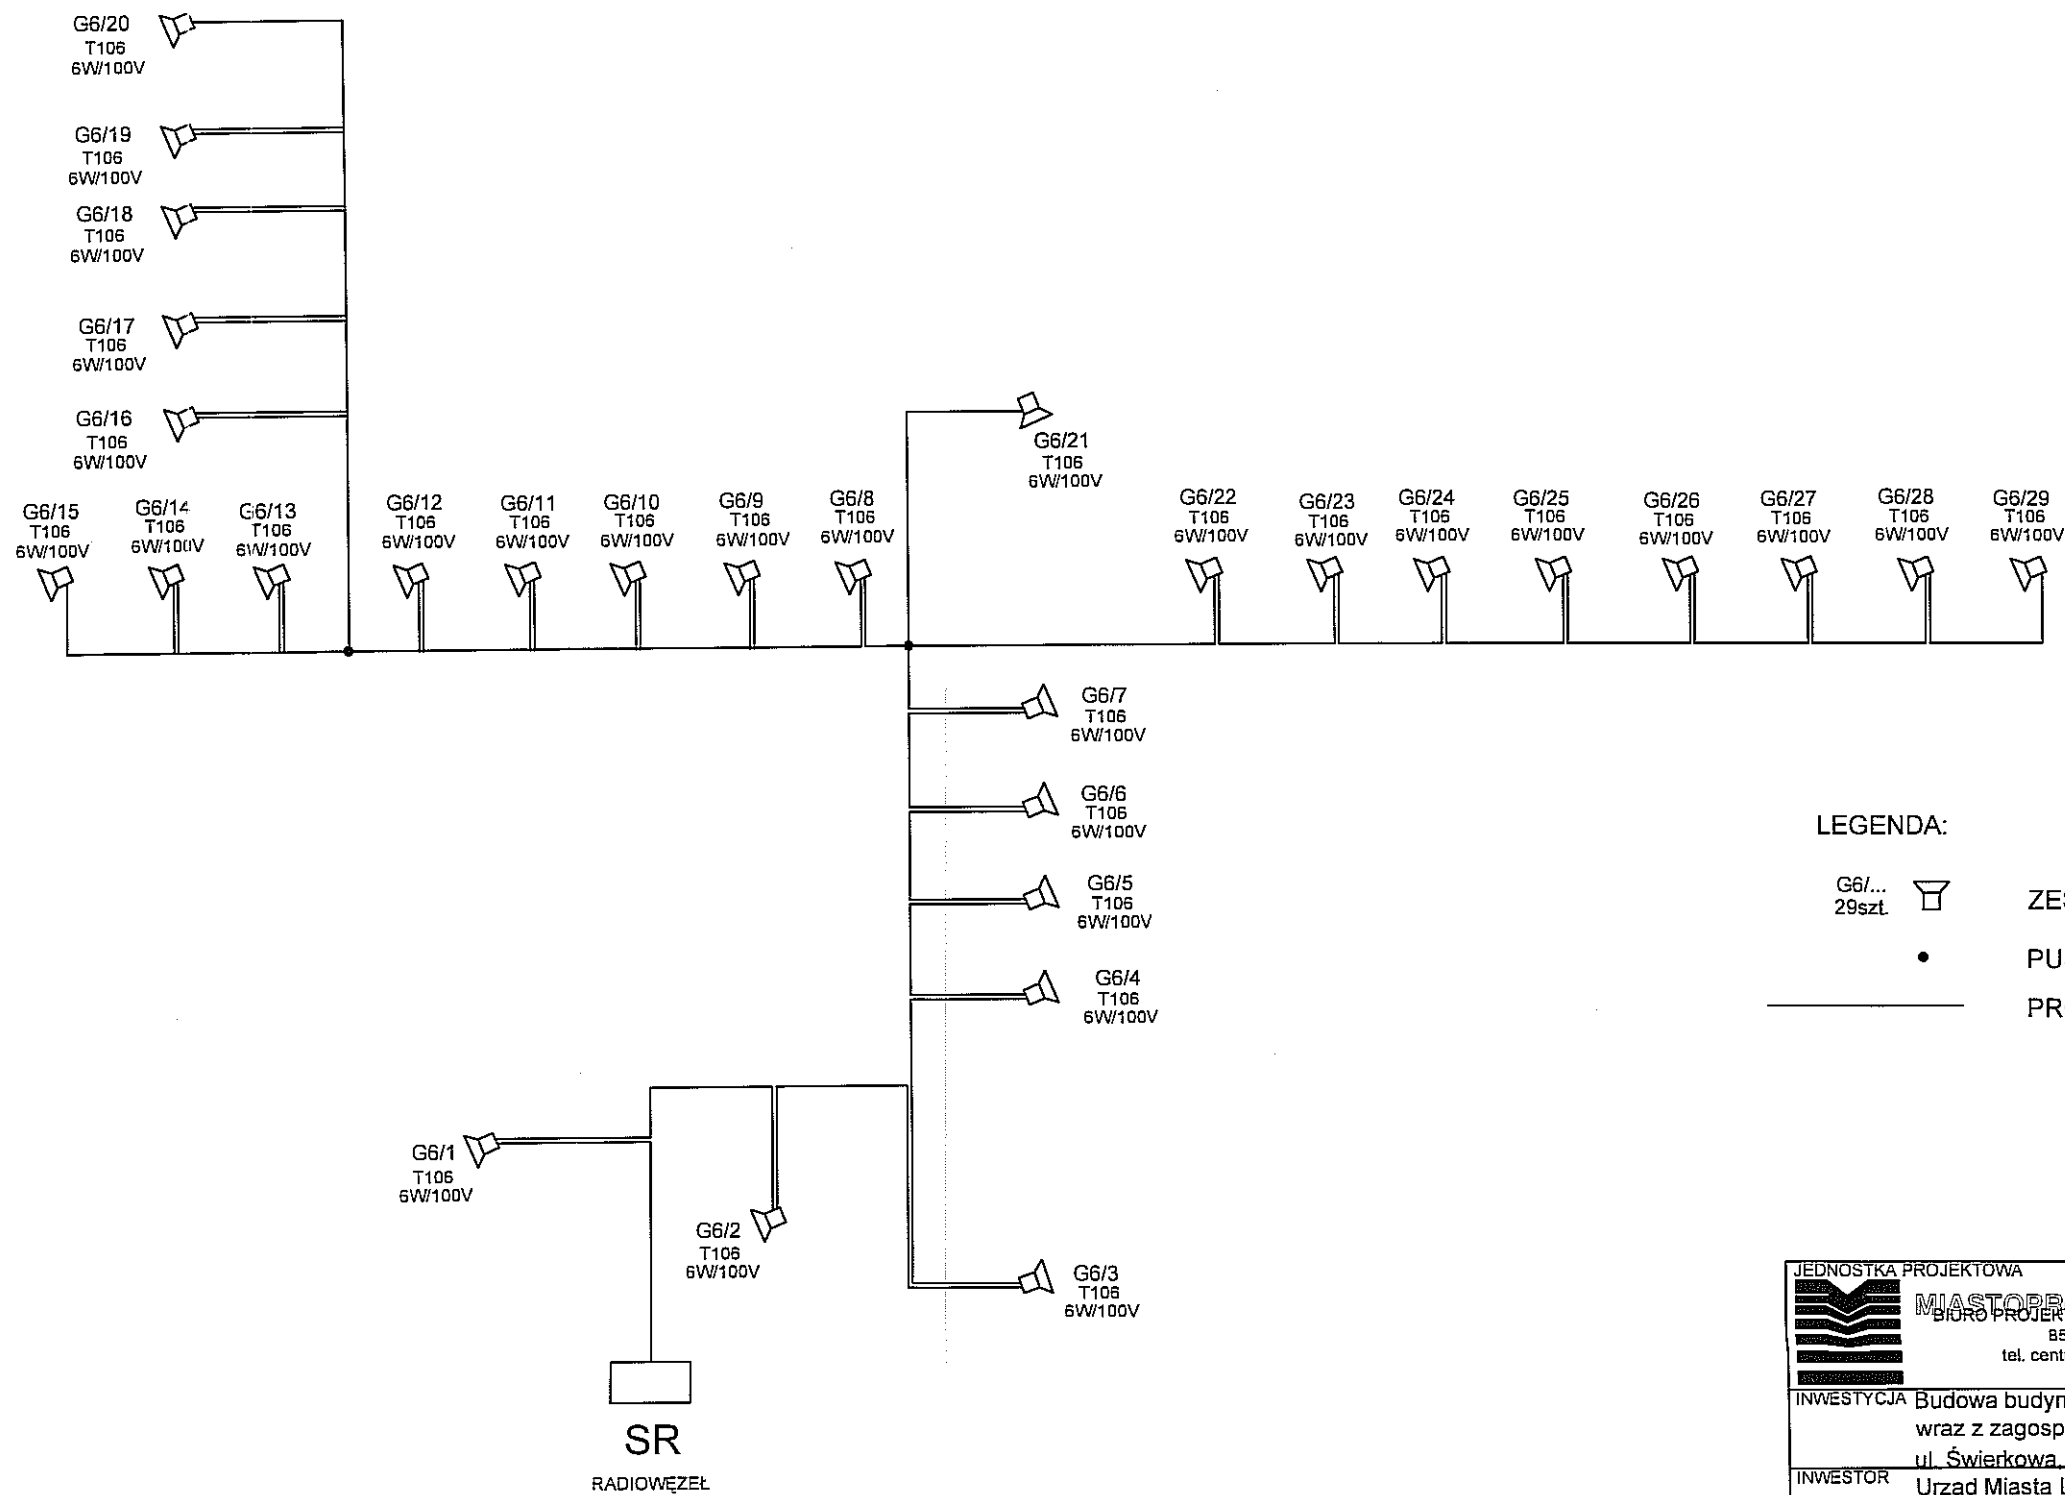 G6/20
T106
6W/100V
G6/19
T106
6W/100V
G6/18
T106
6W/100V
G6/17
T106
6W/100V
G6/16
T106
6W/100V
G6/21
T106
6W/100V
G6/15
T106
6W/100V
G6/14
T106
6W/100V
G6/13
T106
6W/100V
G6/12
T106
6W/100V
G6/11
T106
6W/100V
G6/10
T106
6W/100V
G6/9
T106
6W/100V
G6/8
T106
6W/100V
G6/22
T106
6W/100V
G6/23
T106
6W/100V
G6/24
T106
6W/100V
G6/25
T106
6W/100V
G6/26
T106
6W/100V
G6/27
T106
6W/100V
G6/28
T106
6W/100V
G6/29
T106
6W/100V
G6/7
T106
6W/100V
G6/6
T106
6W/100V
G6/5
T106
6W/100V
G6/4
T106
6W/100V
LEGENDA:
G6/...
29szt.
ZES
PU
PR
G6/1
T106
6W/100V
G6/2
T106
6W/100V
G6/3
T106
6W/100V
SR
RADIOWĘZEŁ
JEDNOSTKA PROJEKTOWA
MIASTOPR
BIURO PROJEK
85
tel. cent
INWESTYCJA Budowa budyn
wraz z zagosp
ul. Świerkowa,
INWESTOR Urzad Miasta